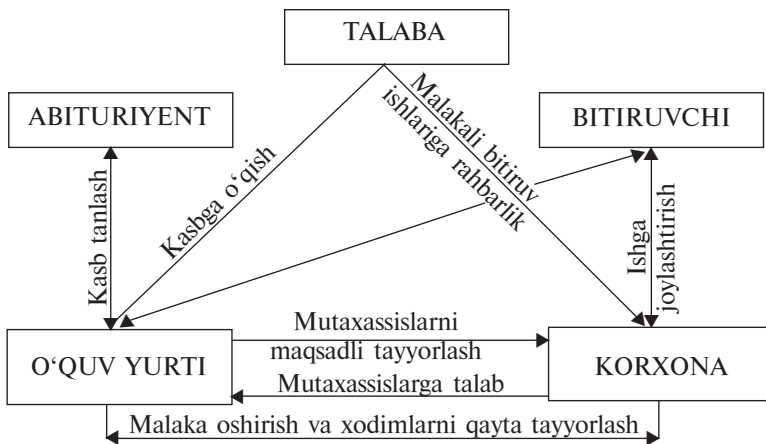 TALABA
ABITURIYENT
BITIRUVCHI
Kasb tanlash
Kasbga o‘qish
Malakali bitiruv
ishlariga rahbarlik
Ishga
joylashtirish
O‘QUV YURTI
Mutaxassislarni
maqsadli tayyorlash
Mutaxassislarga talab
KORXONA
Malaka oshirish va xodimlarni qayta tayyorlash